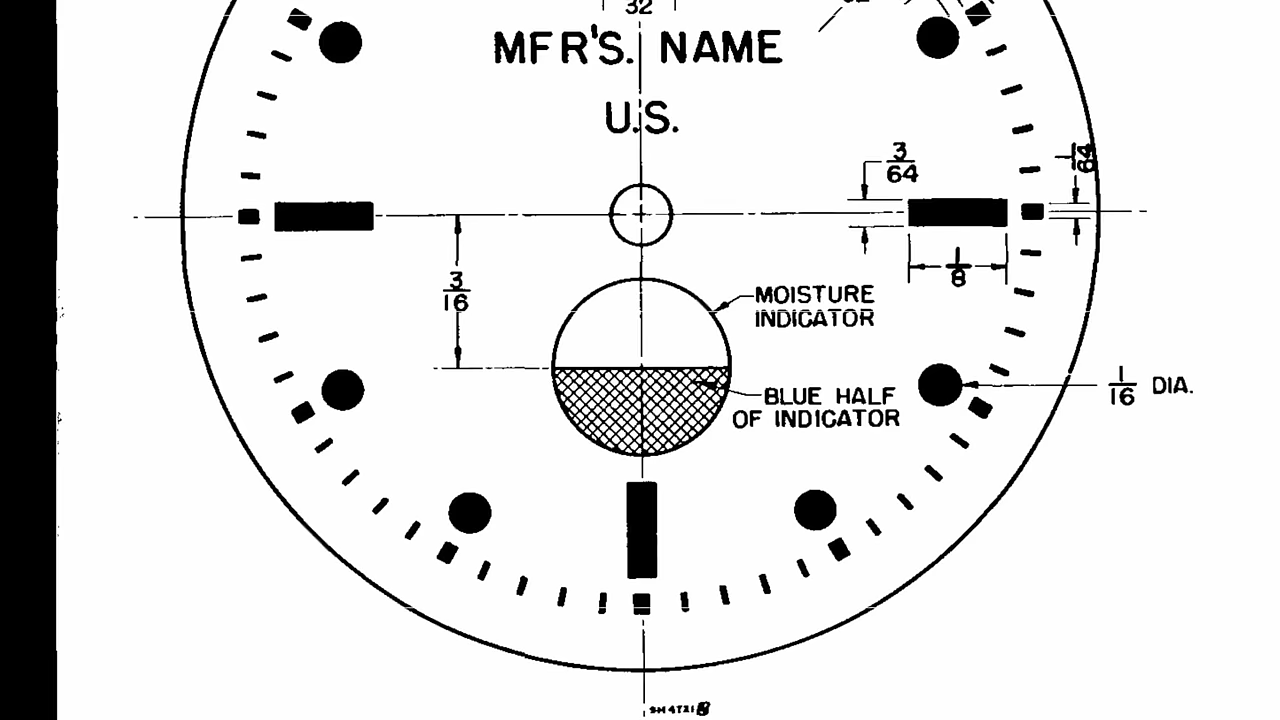 32
MFR'S. NAME
U.S.
3/64
1/64
1/8
3/16
MOISTURE
INDICATOR
1/16 DIA.
BLUE HALF
OF INDICATOR